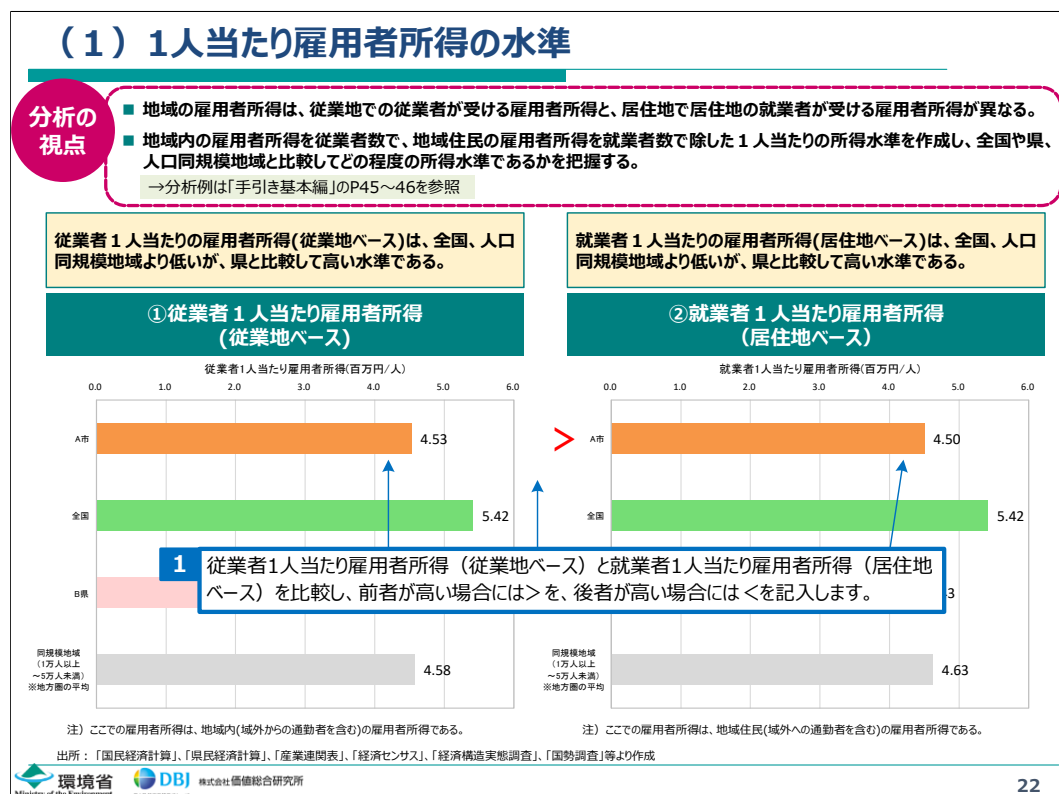 （１）1人当たり雇用者所得の水準
分析の
視点
■ 地域の雇用者所得は、従業地での従業者が受ける雇用者所得と、居住地で居住地の就業者が受ける雇用者所得が異なる。
■ 地域内の雇用者所得を従業者数で、地域住民の雇用者所得を就業者数で除した１人当たりの所得水準を作成し、全国や県、
人口同規模地域と比較してどの程度の所得水準であるかを把握する。
→分析例は「手引き基本編」のP45～46を参照
従業者１人当たりの雇用者所得(従業地ベース)は、全国、人口
同規模地域より低いが、県と比較して高い水準である。
①従業者１人当たり雇用者所得
(従業地ベース)
従業者1人当たり雇用者所得(百万円/人)
0.0 1.0 2.0 3.0 4.0 5.0 6.0
A市 4.53
全国 5.42
B県
同規模地域
（1万人以上
～5万人未満）
※地方圏の平均
4.58
注）ここでの雇用者所得は、地域内(域外からの通勤者を含む)の雇用者所得である。
＞
就業者１人当たりの雇用者所得(居住地ベース)は、全国、人口
同規模地域より低いが、県と比較して高い水準である。
②就業者１人当たり雇用者所得
（居住地ベース）
就業者1人当たり雇用者所得(百万円/人)
0.0 1.0 2.0 3.0 4.0 5.0 6.0
A市 4.50
全国 5.42
同規模地域
（1万人以上
～5万人未満）
※地方圏の平均
4.63
注）ここでの雇用者所得は、地域住民(域外への通勤者を含む)の雇用者所得である。
1
従業者1人当たり雇用者所得（従業地ベース）と就業者1人当たり雇用者所得（居住地
ベース）を比較し、前者が高い場合には＞を、後者が高い場合には＜を記入します。
出所：「国民経済計算」、「県民経済計算」、「産業連関表」、「経済センサス」、「経済構造実態調査」、「国勢調査」等より作成
環境省
Ministry of the Environment
DBJ 株式会社価値総合研究所
22